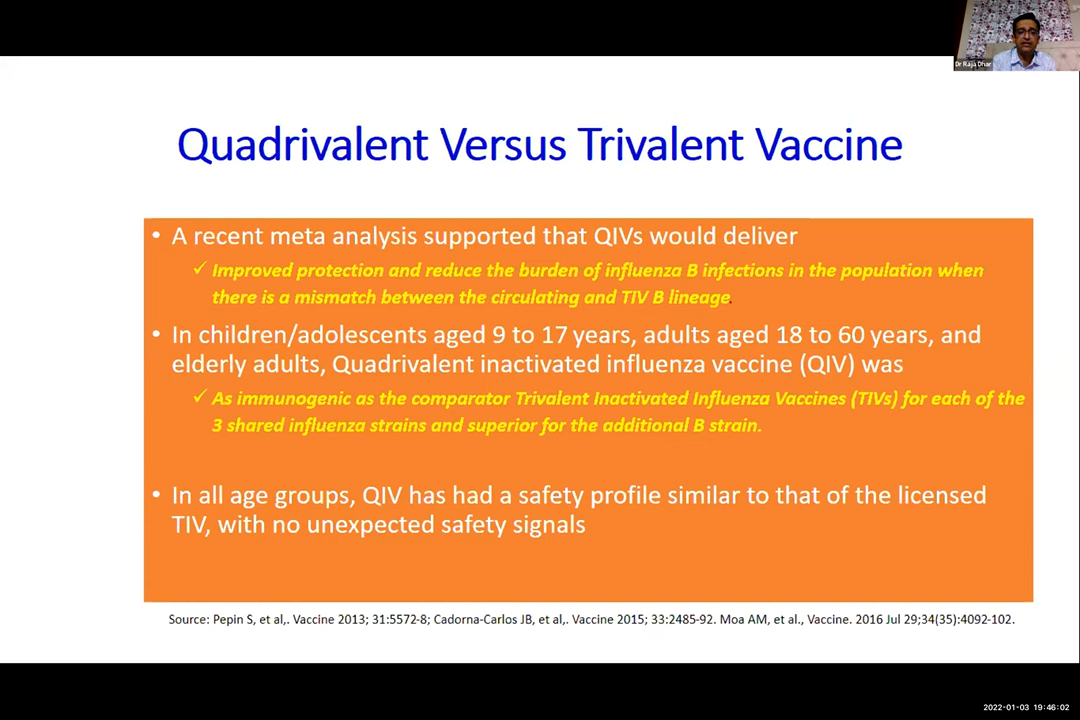 Dr Raja Dhar
Quadrivalent Versus Trivalent Vaccine
• A recent meta analysis supported that QIVs would deliver
✓ Improved protection and reduce the burden of influenza B infections in the population when
there is a mismatch between the circulating and TIV B lineage.
• In children/adolescents aged 9 to 17 years, adults aged 18 to 60 years, and
elderly adults, Quadrivalent inactivated influenza vaccine (QIV) was
✓ As immunogenic as the comparator Trivalent Inactivated Influenza Vaccines (TIVs) for each of the
3 shared influenza strains and superior for the additional B strain.
• In all age groups, QIV has had a safety profile similar to that of the licensed
TIV, with no unexpected safety signals
Source: Pepin S, et al,. Vaccine 2013; 31:5572-8; Cadorna-Carlos JB, et al,. Vaccine 2015; 33:2485-92. Moa AM, et al., Vaccine. 2016 Jul 29;34(35):4092-102.
2022-01-03 19:46:02